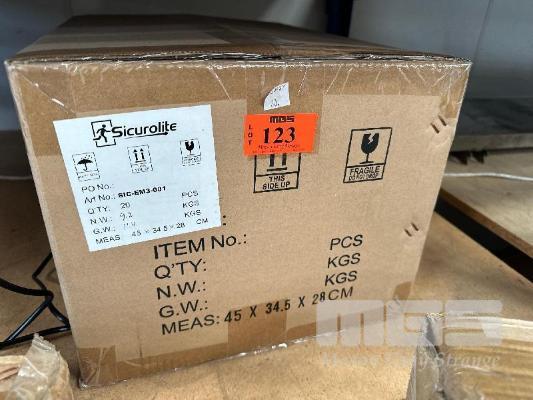 Sicurolite
PO No.:
Art No.: SIC-EM3-001
Q'TY: 20 PCS
N.W.: 9.2 KGS
G.W.: KGS
MEAS: 45 × 34.5 × 28 CM
MGS
LOT 123
THIS
SIDE UP
FRAGILE
ITEM No.:
Q'TY: PCS
N.W.: KGS
G.W.: KGS
MEAS: 45 X 34.5 X 28CM
MGS